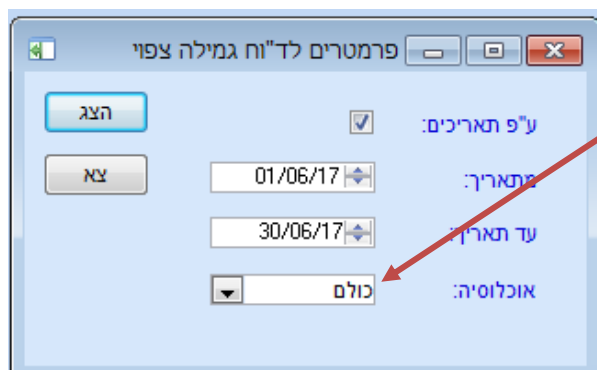 פרמטרים לד"וח גמילה צפוי
ע"פ תאריכים:
הצג
מתאריך: 01/06/17
צא
עד תאריך: 30/06/17
אוכלוסיה: כולם